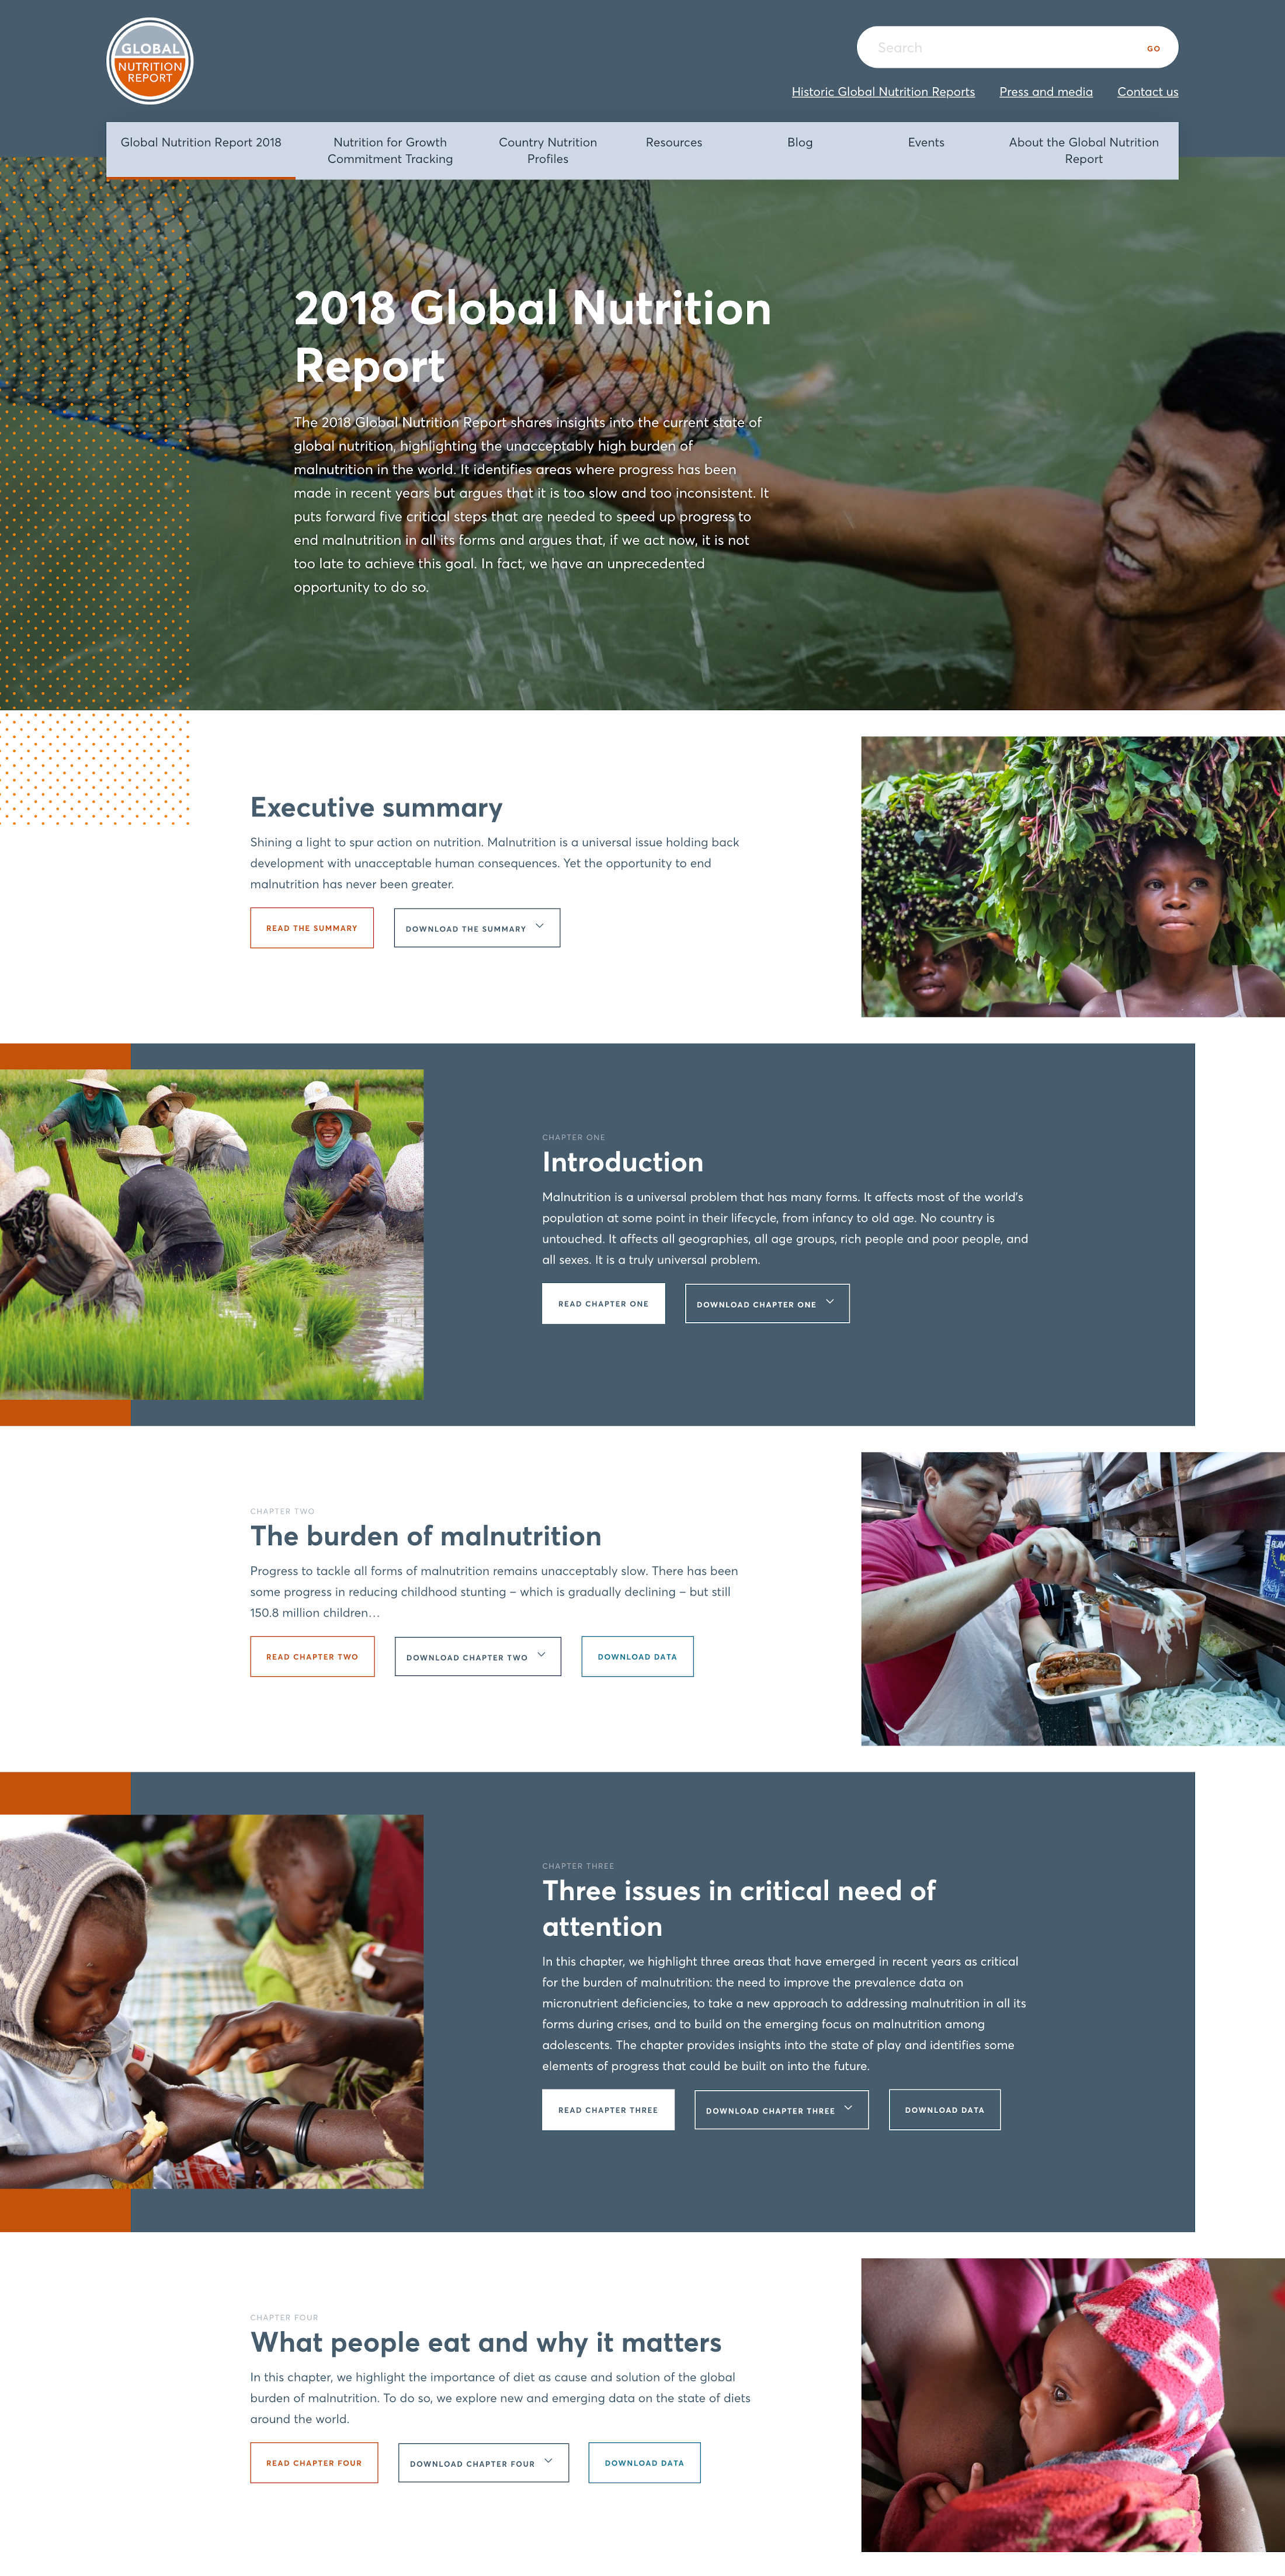 GLOBAL
NUTRITION
REPORT
Search
GO
Historic Global Nutrition Reports
Press and media
Contact us
Global Nutrition Report 2018
Nutrition for Growth
Commitment Tracking
Country Nutrition
Profiles
Resources
Blog
Events
About the Global Nutrition
Report
2018 Global Nutrition
Report
The 2018 Global Nutrition Report shares insights into the current state of
global nutrition, highlighting the unacceptably high burden of
malnutrition in the world. It identifies areas where progress has been
made in recent years but argues that it is too slow and too inconsistent. It
puts forward five critical steps that are needed to speed up progress to
end malnutrition in all its forms and argues that, if we act now, it is not
too late to achieve this goal. In fact, we have an unprecedented
opportunity to do so.
Executive summary
Shining a light to spur action on nutrition. Malnutrition is a universal issue holding back
development with unacceptable human consequences. Yet the opportunity to end
malnutrition has never been greater.
READ THE SUMMARY
DOWNLOAD THE SUMMARY
CHAPTER ONE
Introduction
Malnutrition is a universal problem that has many forms. It affects most of the world's
population at some point in their lifecycle, from infancy to old age. No country is
untouched. It affects all geographies, all age groups, rich people and poor people, and
all sexes. It is a truly universal problem.
READ CHAPTER ONE
DOWNLOAD CHAPTER ONE
CHAPTER TWO
The burden of malnutrition
Progress to tackle all forms of malnutrition remains unacceptably slow. There has been
some progress in reducing childhood stunting – which is gradually declining – but still
150.8 million children…
READ CHAPTER TWO
DOWNLOAD CHAPTER TWO
DOWNLOAD DATA
CHAPTER THREE
Three issues in critical need of
attention
In this chapter, we highlight three areas that have emerged in recent years as critical
for the burden of malnutrition: the need to improve the prevalence data on
micronutrient deficiencies, to take a new approach to addressing malnutrition in all its
forms during crises, and to build on the emerging focus on malnutrition among
adolescents. The chapter provides insights into the state of play and identifies some
elements of progress that could be built on into the future.
READ CHAPTER THREE
DOWNLOAD CHAPTER THREE
DOWNLOAD DATA
CHAPTER FOUR
What people eat and why it matters
In this chapter, we highlight the importance of diet as cause and solution of the global
burden of malnutrition. To do so, we explore new and emerging data on the state of diets
around the world.
READ CHAPTER FOUR
DOWNLOAD CHAPTER FOUR
DOWNLOAD DATA